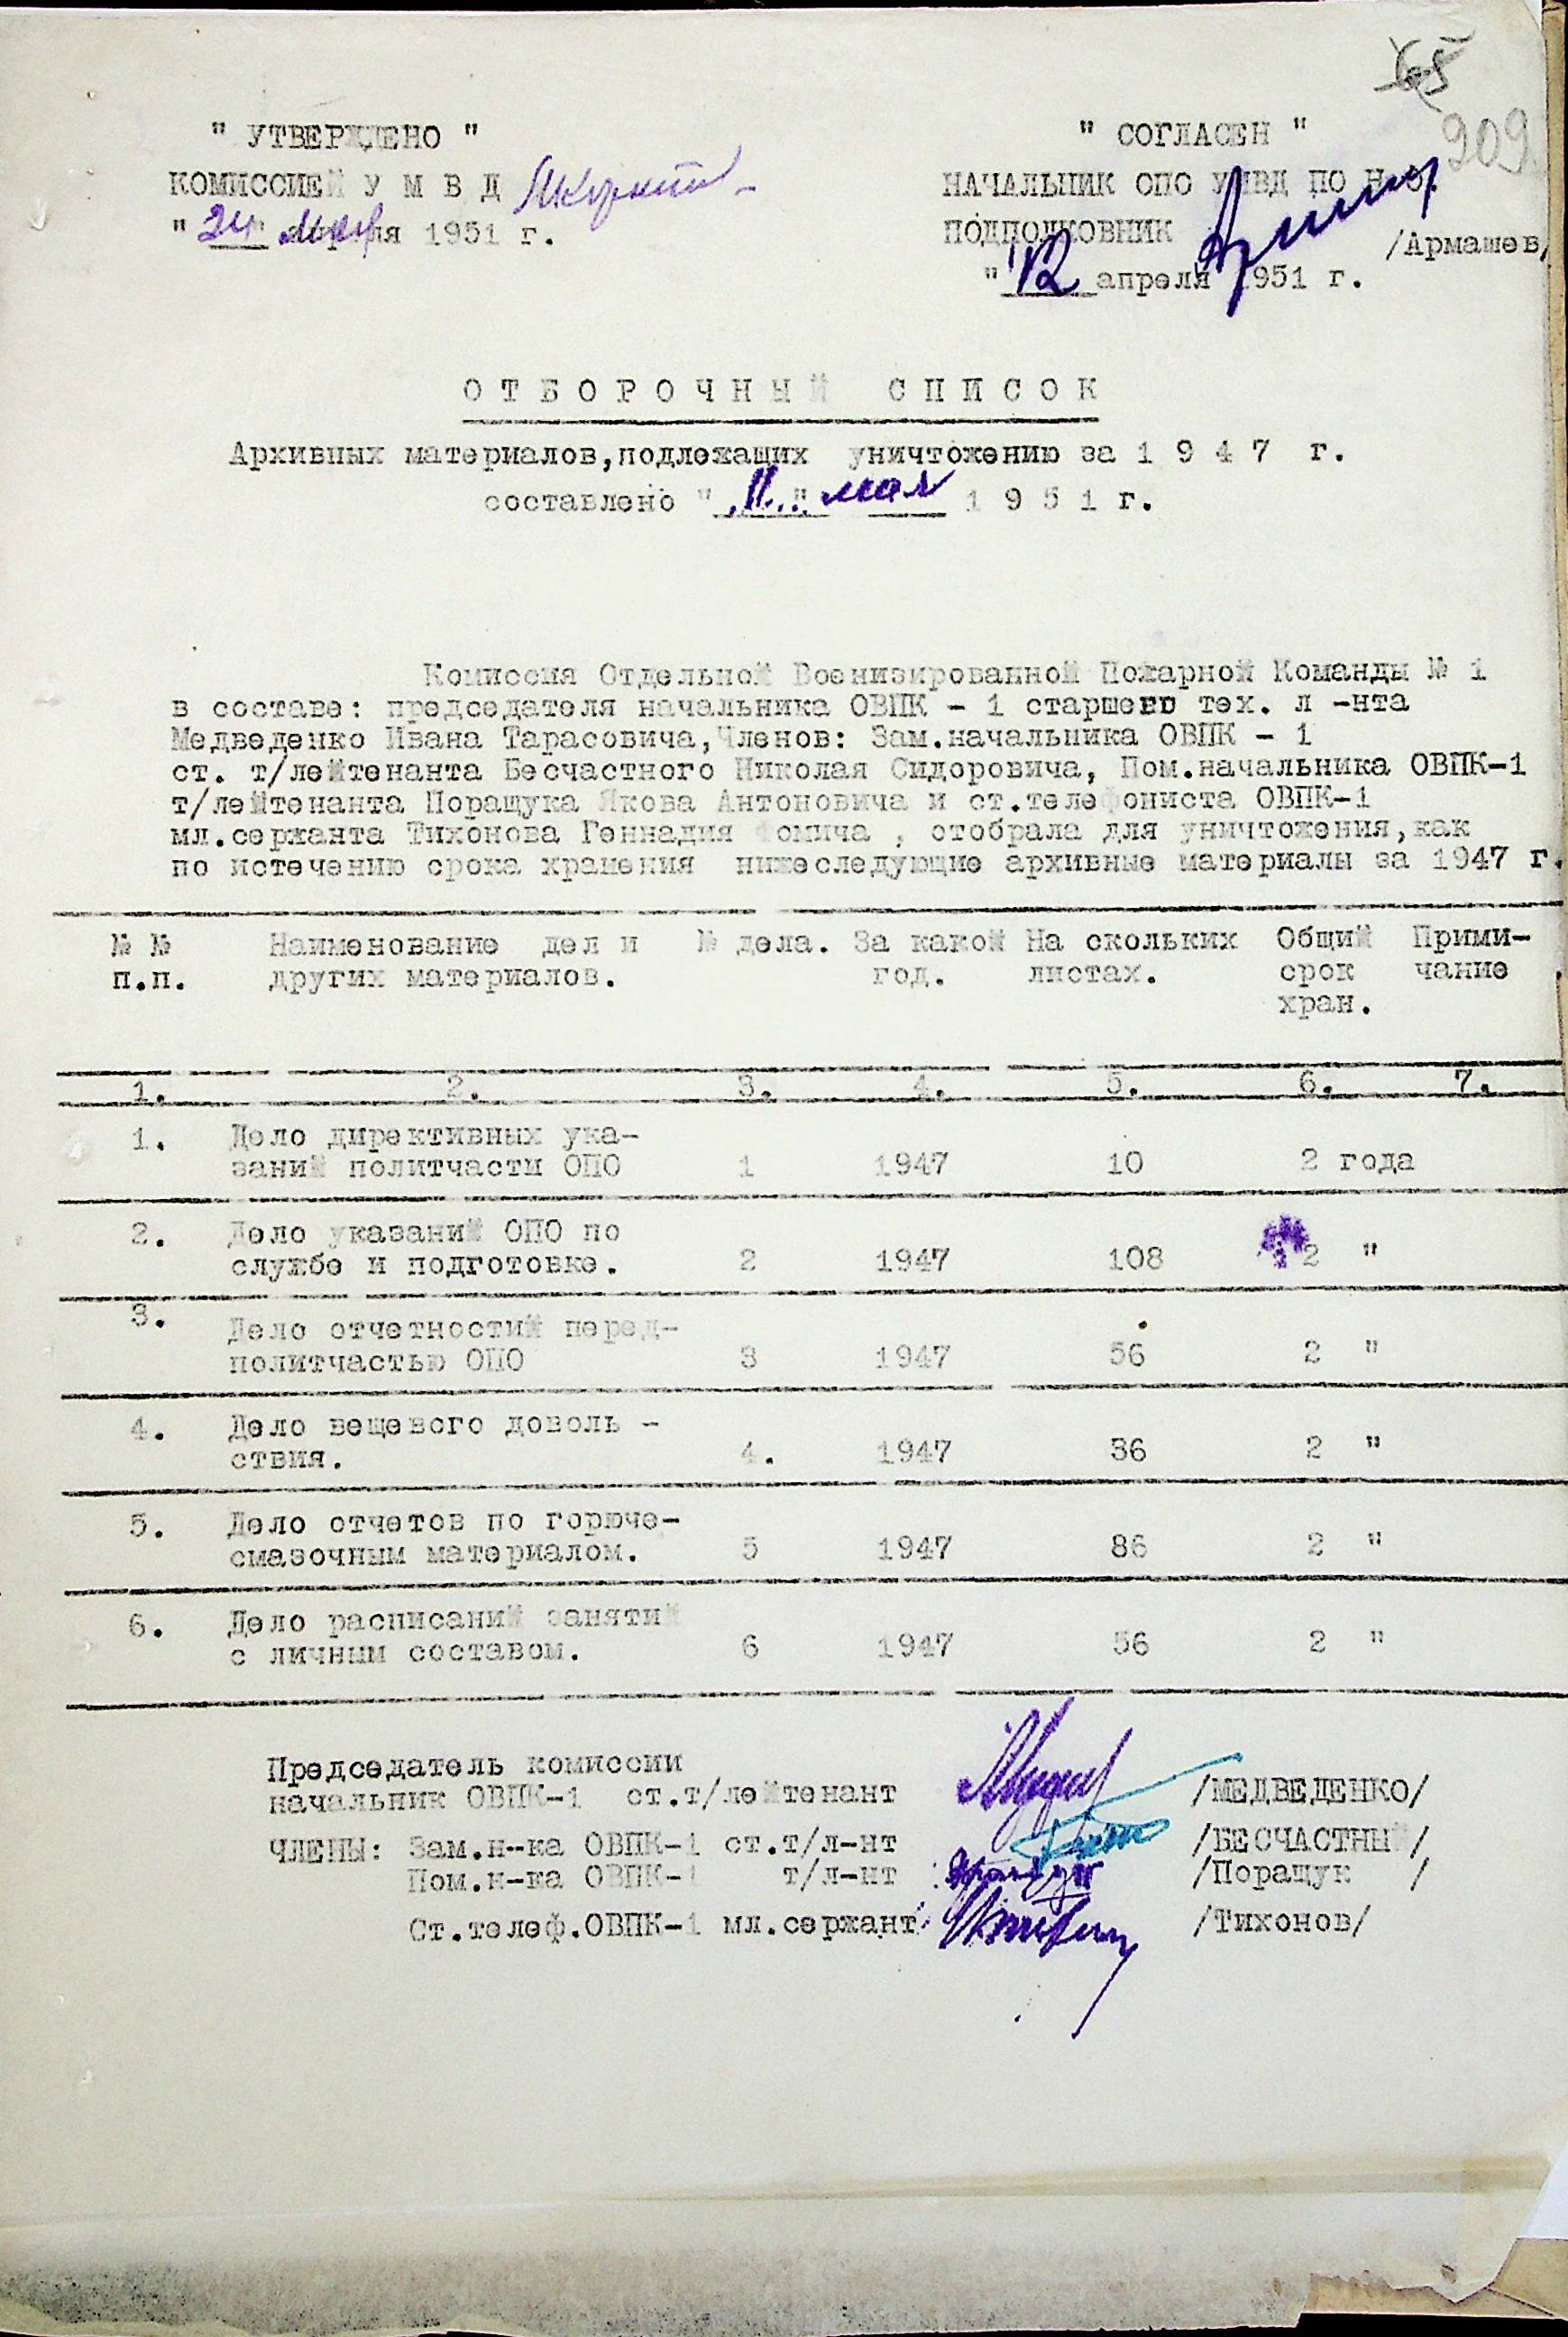 209
" УТВЕРЖДЕНО "
КОМИССИЕЙ У М В Д
" 24 " мая 1951 г.
" СОГЛАСЕН "
НАЧАЛЬНИК ОПО УМВД ПО Н.О.
ПОДПОЛКОВНИК
/Армашев/
" 12 апреля 1951 г.
О Т Б О Р О Ч Н Ы Й С П И С О К
Архивных материалов,подлежащих уничтожению за 1 9 4 7 г.
составлено " 11 " мая 1 9 5 1 г.
Комиссия Отдельной Военизированной Пожарной Команды № 1
в составе: председателя начальника ОВПК - 1 старшего тех. л -нта
Медведенко Ивана Тарасовича,Членов: Зам.начальника ОВПК - 1
ст. т/лейтенанта Бесчастного Николая Сидоровича, Пом.начальника ОВПК-1
т/лейтенанта Поращука Якова Антоновича и ст.телефониста ОВПК-1
мл.сержанта Тихонова Геннадия Фомича , отобрала для уничтожения,как
по истечению срока хранения нижеследующие архивные материалы за 1947 г.
№ № Наименование дел и № дела. За какой На скольких Общий Прими-
п.п. других материалов. год. листах. срок чание
хран.
1. 2. 3. 4. 5. 6. 7.
1. Дело директивных ука-
заний политчасти ОПО 1 1947 10 2 года
2. Дело указаний ОПО по
службе и подготовке. 2 1947 108 2 "
3.
Дело отчетностий перед-
политчастью ОПО 3 1947 56 2 "
4. Дело вещевсго доволь -
ствия. 4. 1947 36 2 "
5. Дело отчетов по горюче-
смазочным материалом. 5 1947 86 2 "
6. Дело расписаний занятий
с личным составом. 6 1947 56 2 "
Председатель комиссии
начальник ОВПК-1 ст.т/лейтенант /МЕДВЕДЕНКО/
ЧЛЕНЫ: Зам.н-ка ОВПК-1 ст.т/л-нт /БЕСЧАСТНЫЙ/
Пом.н-ка ОВПК-1 т/л-нт /Поращук /
Ст.телеф.ОВПК-1 мл.сержант /Тихонов/